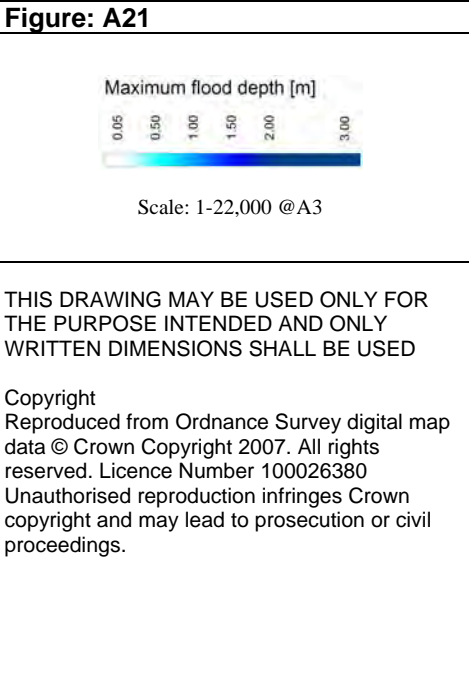 Figure: A21
Maximum flood depth [m]
0.05 0.50 1.00 1.50 2.00 3.00
Scale: 1-22,000 @A3
THIS DRAWING MAY BE USED ONLY FOR
THE PURPOSE INTENDED AND ONLY
WRITTEN DIMENSIONS SHALL BE USED
Copyright
Reproduced from Ordnance Survey digital map
data © Crown Copyright 2007. All rights
reserved. Licence Number 100026380
Unauthorised reproduction infringes Crown
copyright and may lead to prosecution or civil
proceedings.